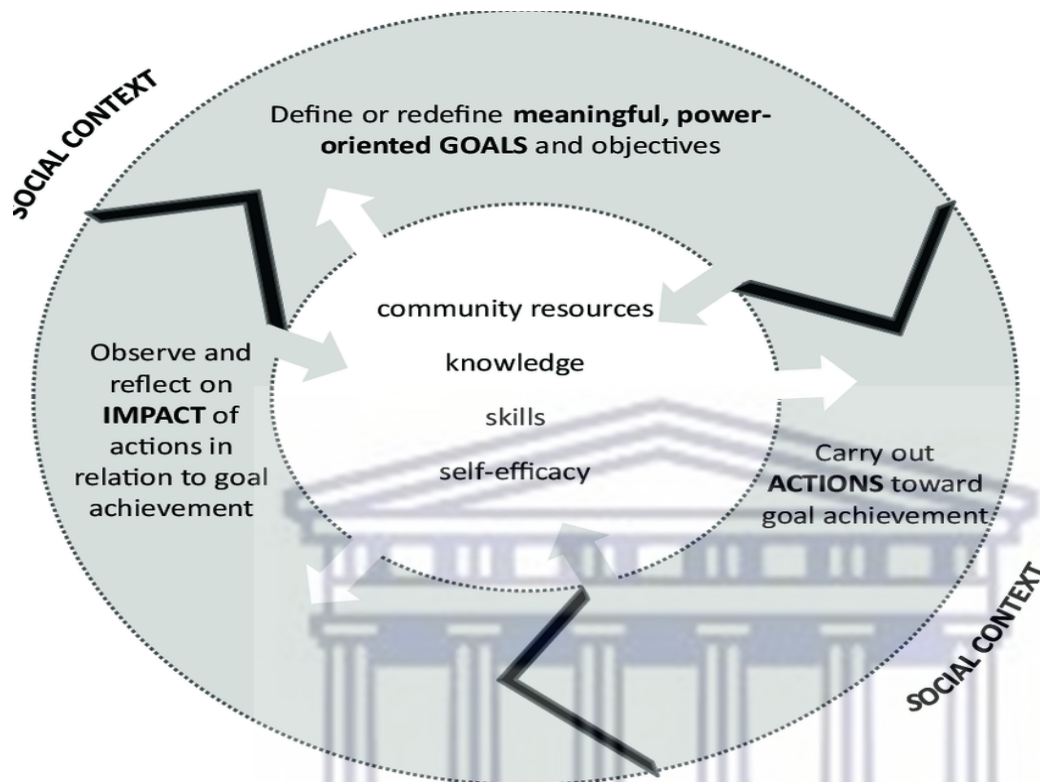 SOCIAL CONTEXT
Define or redefine meaningful, power-
oriented GOALS and objectives
community resources
knowledge
skills
self-efficacy
Observe and
reflect on
IMPACT of
actions in
relation to goal
achievement
Carry out
ACTIONS toward
goal achievement
SOCIAL CONTEXT